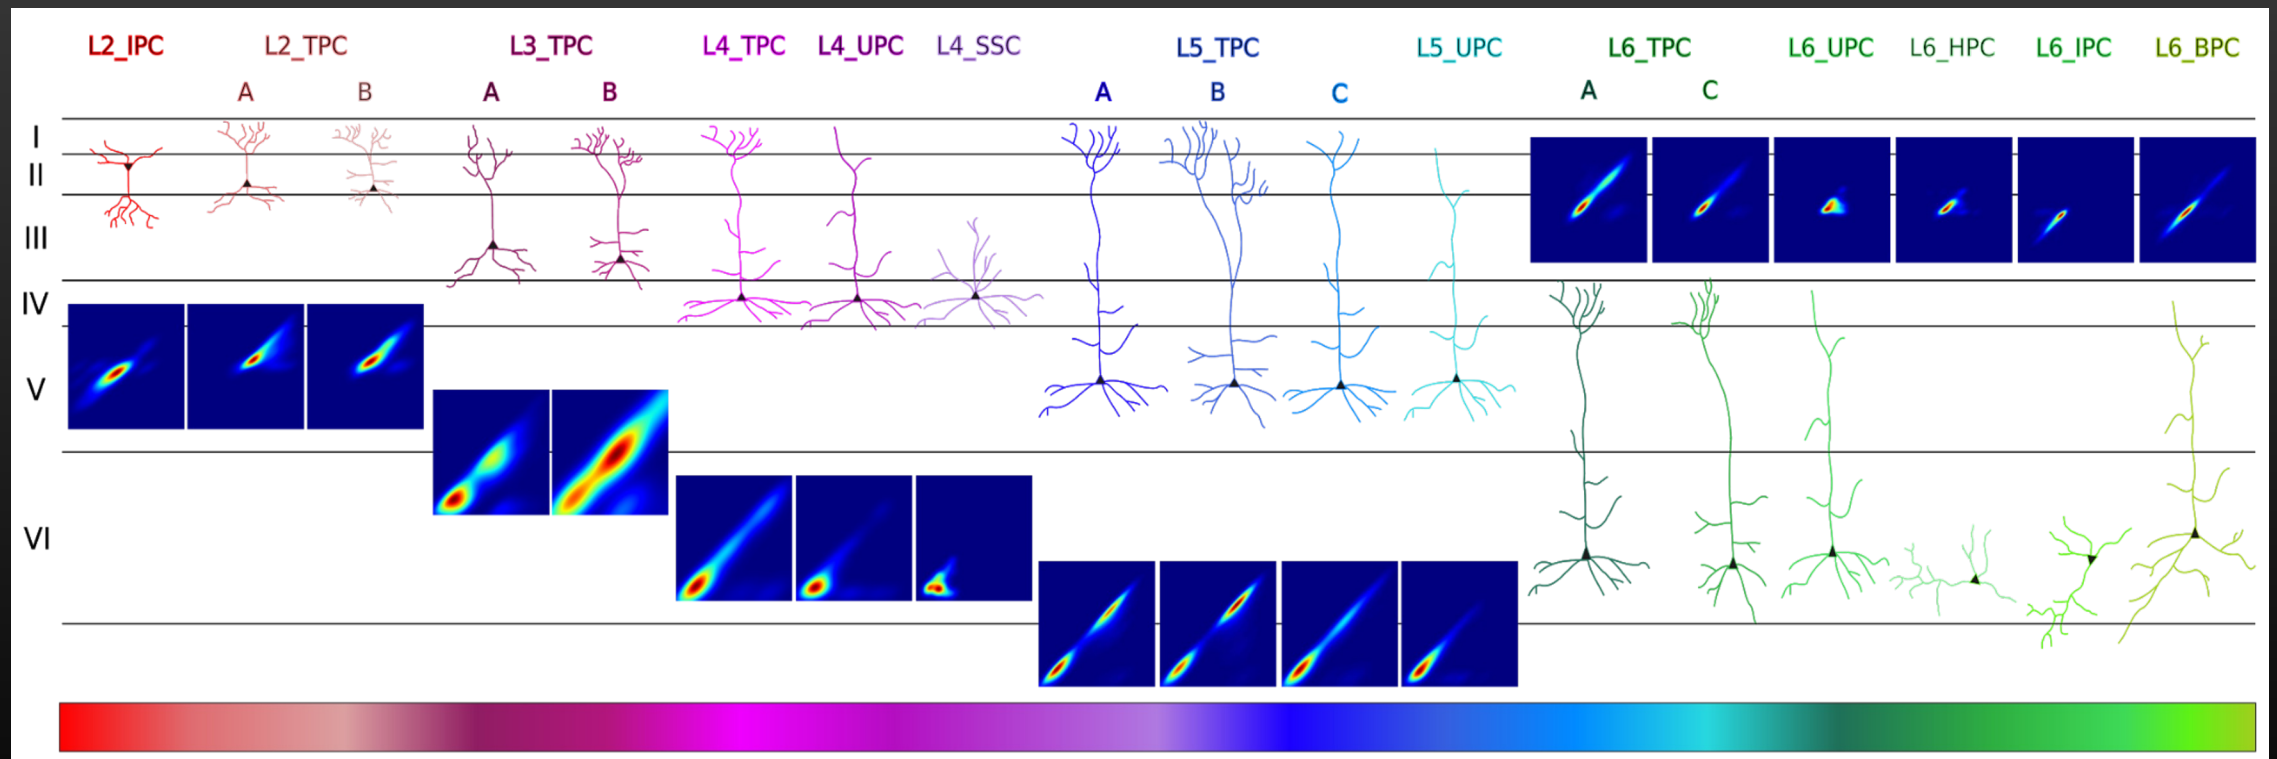 L2_IPC L2_TPC L3_TPC L4_TPC L4_UPC L4_SSC L5_TPC L5_UPC L6_TPC L6_UPC L6_HPC L6_IPC L6_BPC
A B A B A B C A C
I
II
III
IV
V
VI